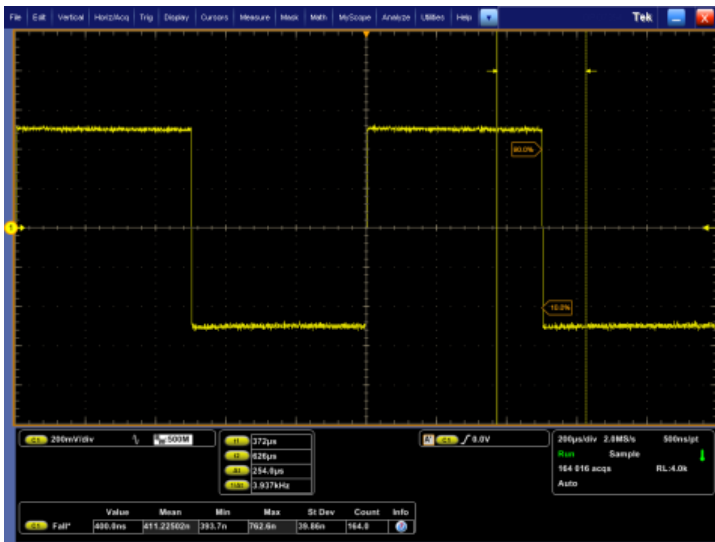 File Edit Vertical Horiz/Acq Trig Display Cursors Measure Mask Math MyScope Analyze Utilities Help Tek
90.0%
1
10.0%
C1 200mV/div 500M
t1 372µs
t2 626µs
Δt 254.0µs
1/Δt 3.937kHz
A' C1 0.0V
200µs/div 2.0MS/s 500ns/pt
Run Sample
164 016 acqs RL:4.0k
Auto
Value Mean Min Max St Dev Count Info
C1 Fall* 400.0ns 411.22502n 393.7n 762.6n 39.86n 164.0